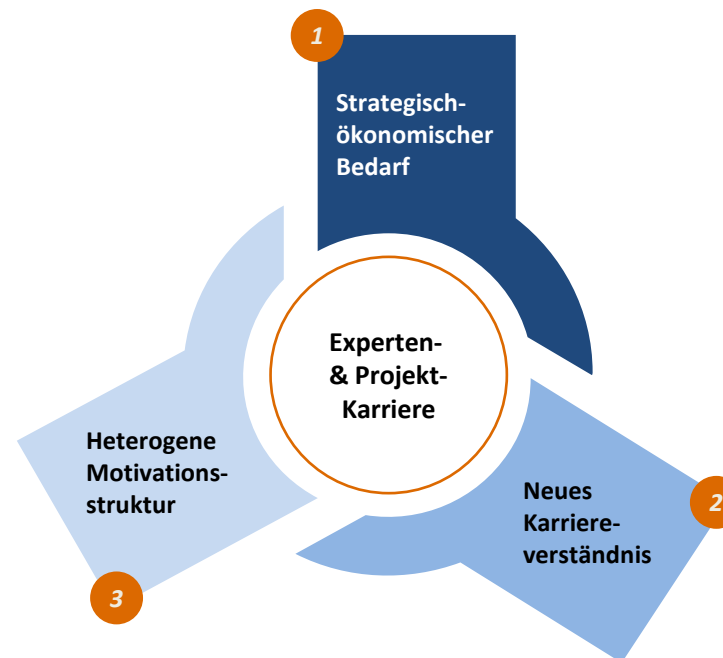 1
Strategisch-
ökonomischer
Bedarf
Experten-
& Projekt-
Karriere
2
Neues
Karriere-
verständnis
3
Heterogene
Motivations-
struktur